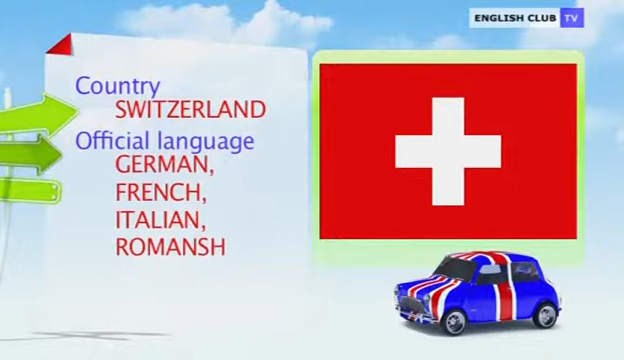 ENGLISH CLUB TV
Country
SWITZERLAND
Official language
GERMAN,
FRENCH,
ITALIAN,
ROMANSH